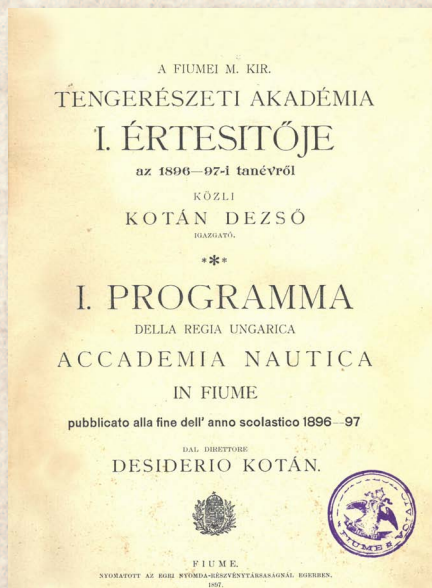 A FIUMEI M. KIR.
TENGERÉSZETI AKADÉMIA
I. ÉRTESITŐJE
az 1896—97-i tanévről
KÖZLI
KOTÁN DEZSŐ
IGAZGATÓ.
I. PROGRAMMA
DELLA REGIA UNGARICA
ACCADEMIA NAUTICA
IN FIUME
pubblicato alla fine dell' anno scolastico 1896—97
DAL DIRETTORE
DESIDERIO KOTÁN.
FIUME.
NYOMATOTT AZ EGRI NYOMDA-RÉSZVÉNYTÁRSASÁGNÁL EGERBEN.
1897.
FIUME